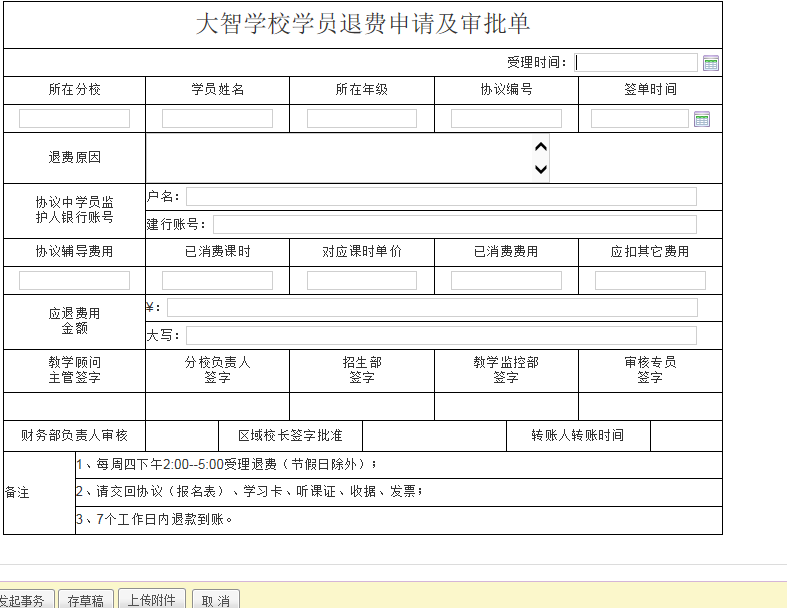 大智学校学员退费申请及审批单
受理时间：
所在分校 学员姓名 所在年级 协议编号 签单时间
退费原因
协议中学员监
护人银行账号
户名：
建行账号：
协议辅导费用 已消费课时 对应课时单价 已消费费用 应扣其它费用
应退费用
金额
¥：
大写：
教学顾问
主管签字
分校负责人
签字
招生部
签字
教学监控部
签字
审核专员
签字
财务部负责人审核 区域校长签字批准 转账人转账时间
备注
1、每周四下午2:00--5:00受理退费（节假日除外）；
2、请交回协议（报名表）、学习卡、听课证、收据、发票；
3、7个工作日内退款到账。
发起事务 存草稿 上传附件 取 消